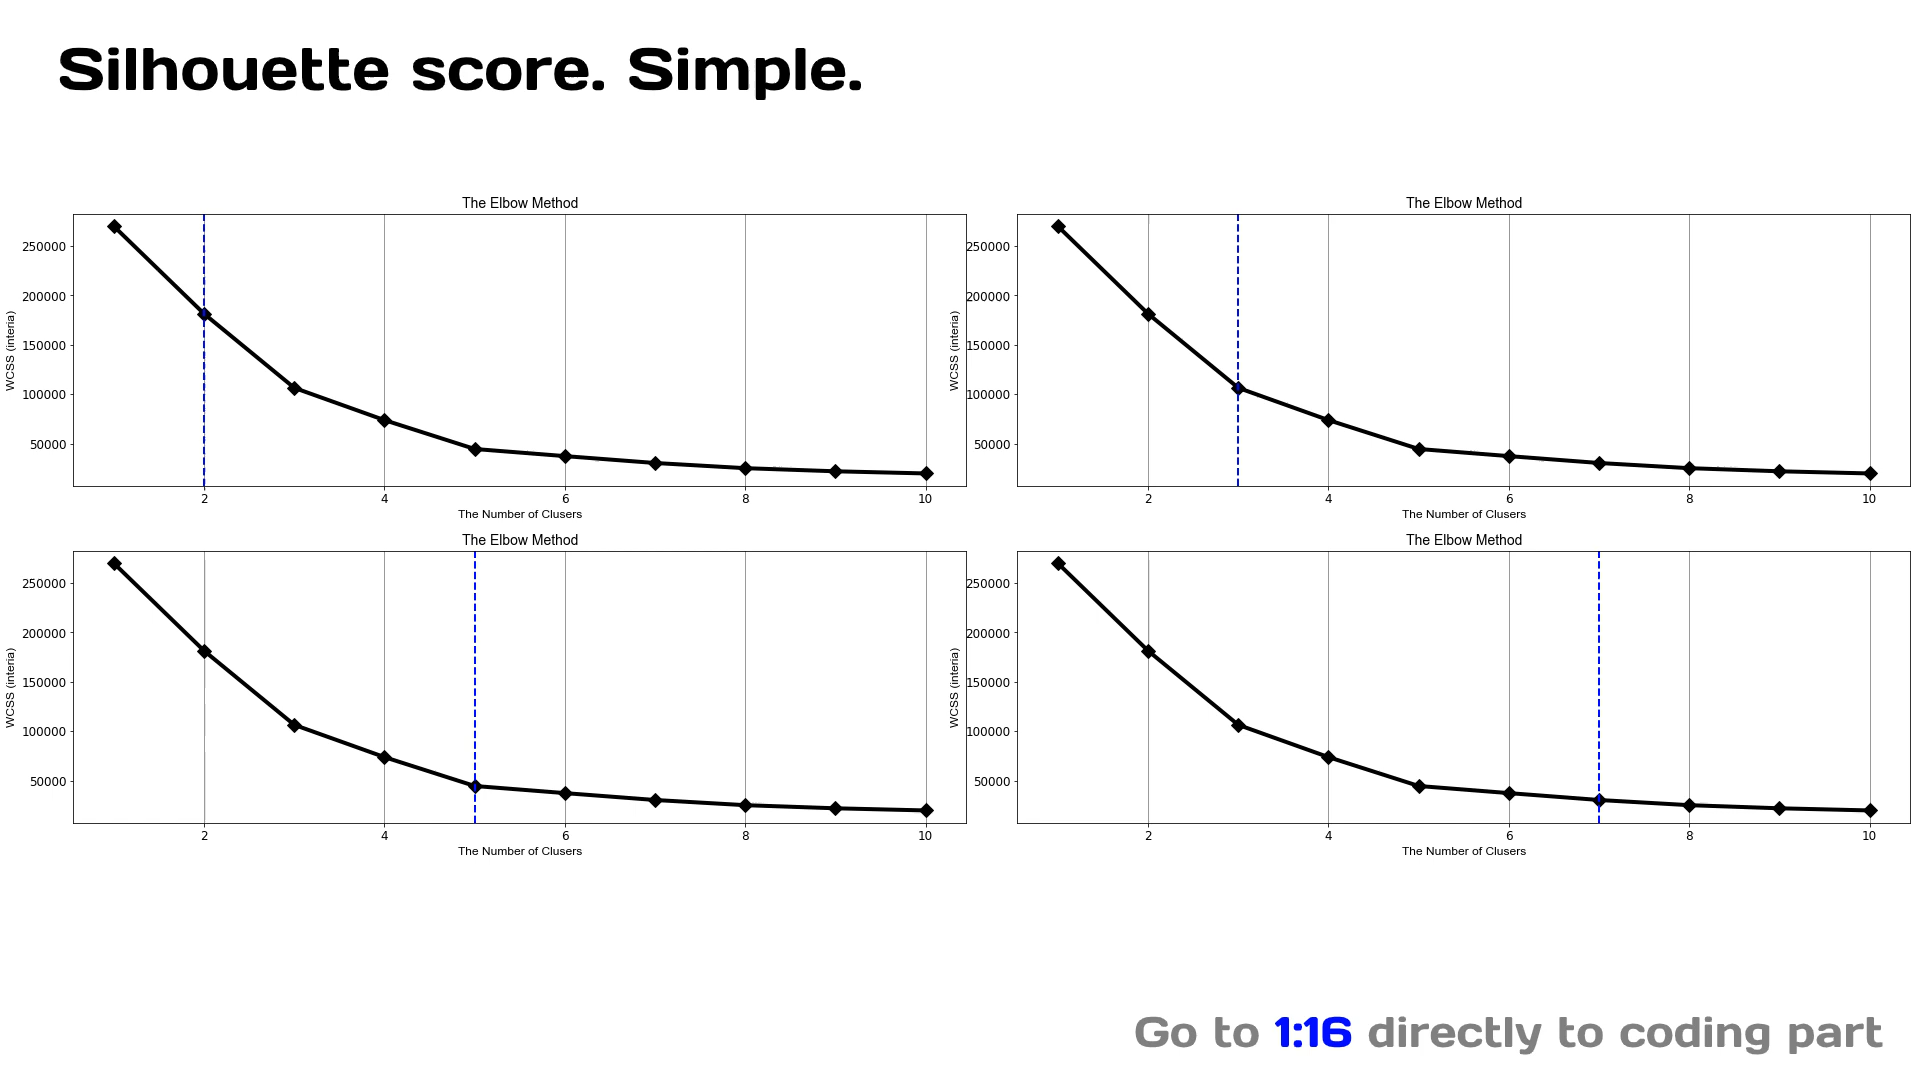 Silhouette score. Simple.
The Elbow Method
250000
200000
150000
100000
50000
WCSS (interia)
2 4 6 8 10
The Number of Clusers
The Elbow Method
250000
200000
150000
100000
50000
WCSS (interia)
2 4 6 8 10
The Number of Clusers
The Elbow Method
250000
200000
150000
100000
50000
WCSS (interia)
2 4 6 8 10
The Number of Clusers
The Elbow Method
250000
200000
150000
100000
50000
WCSS (interia)
2 4 6 8 10
The Number of Clusers
Go to 1:16 directly to coding part